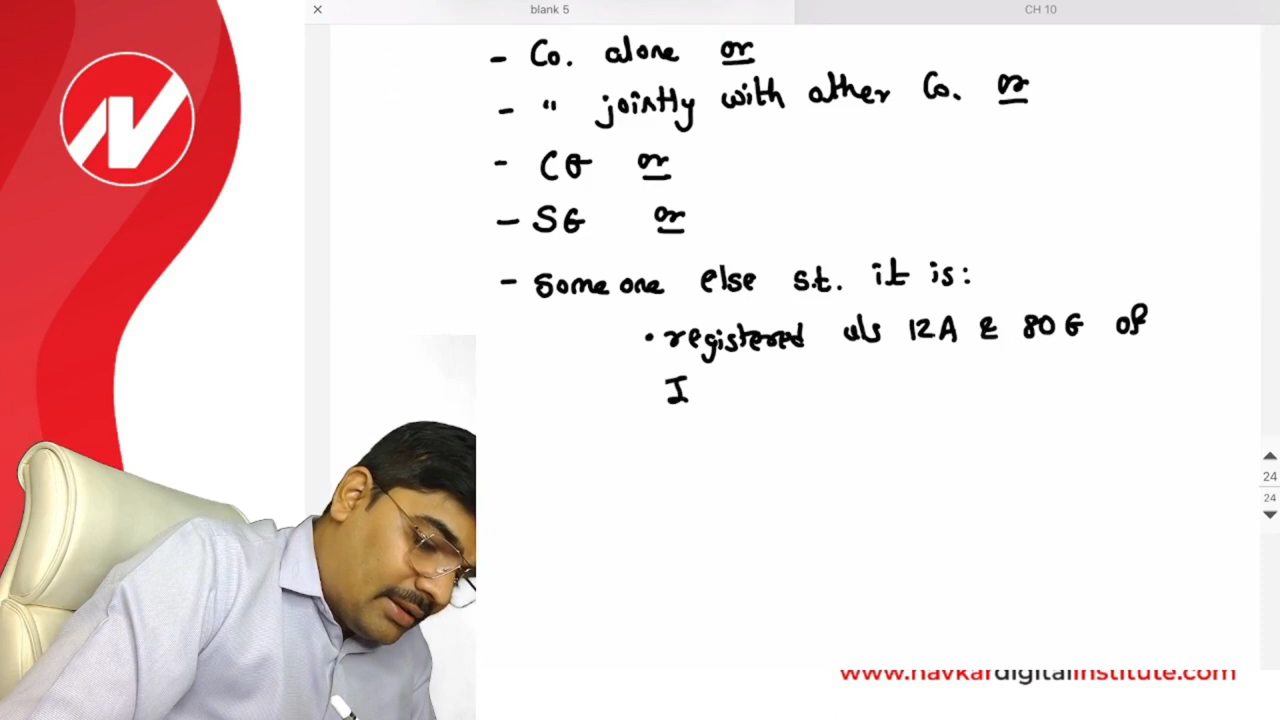 blank 5
CH 10
- Co. alone or
- " jointly with other Co. or
- CG or
- SG or
- Some one else s.t. it is:
• registered u/s 12A & 80G of
I
24
24
www.navkardigitalinstitute.com